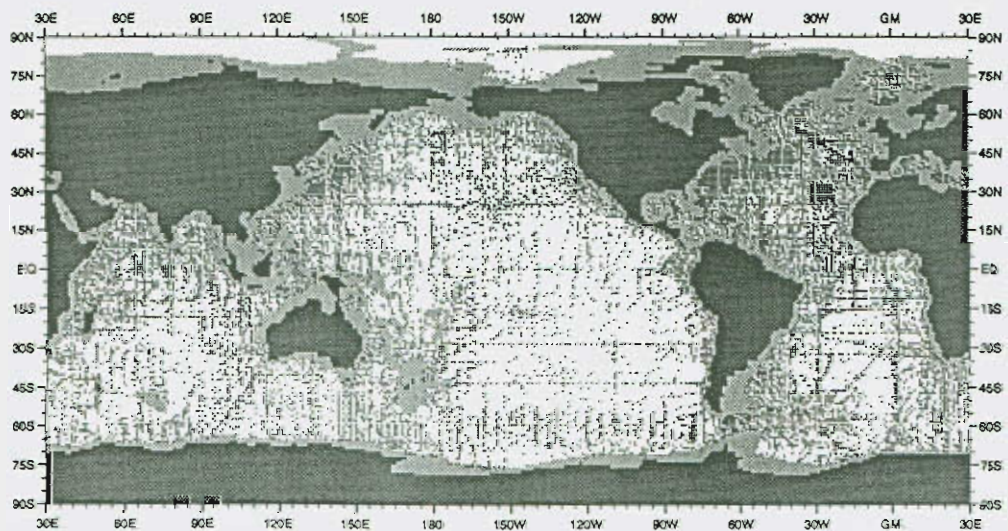 30E 60E 90E 120E 150E 180 150W 120W 90W 60W 30W GM 30E
90N 90N
75N 75N
60N 60N
45N 45N
30N 30N
15N 15N
EQ EQ
15S 15S
30S 30S
45S 45S
60S 60S
75S 75S
90S 90S
30E 60E 90E 120E 150E 180 150W 120W 90W 60W 30W GM 30E